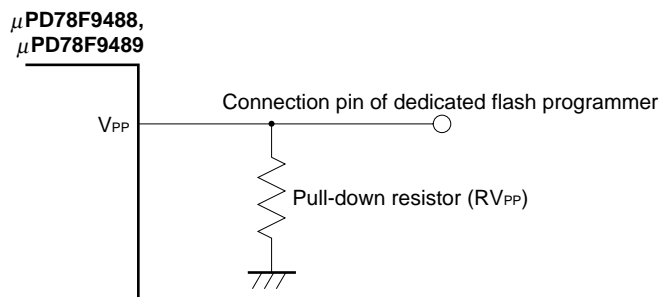 μPD78F9488,
μPD78F9489
Connection pin of dedicated flash programmer
VPP
Pull-down resistor (RVPP)